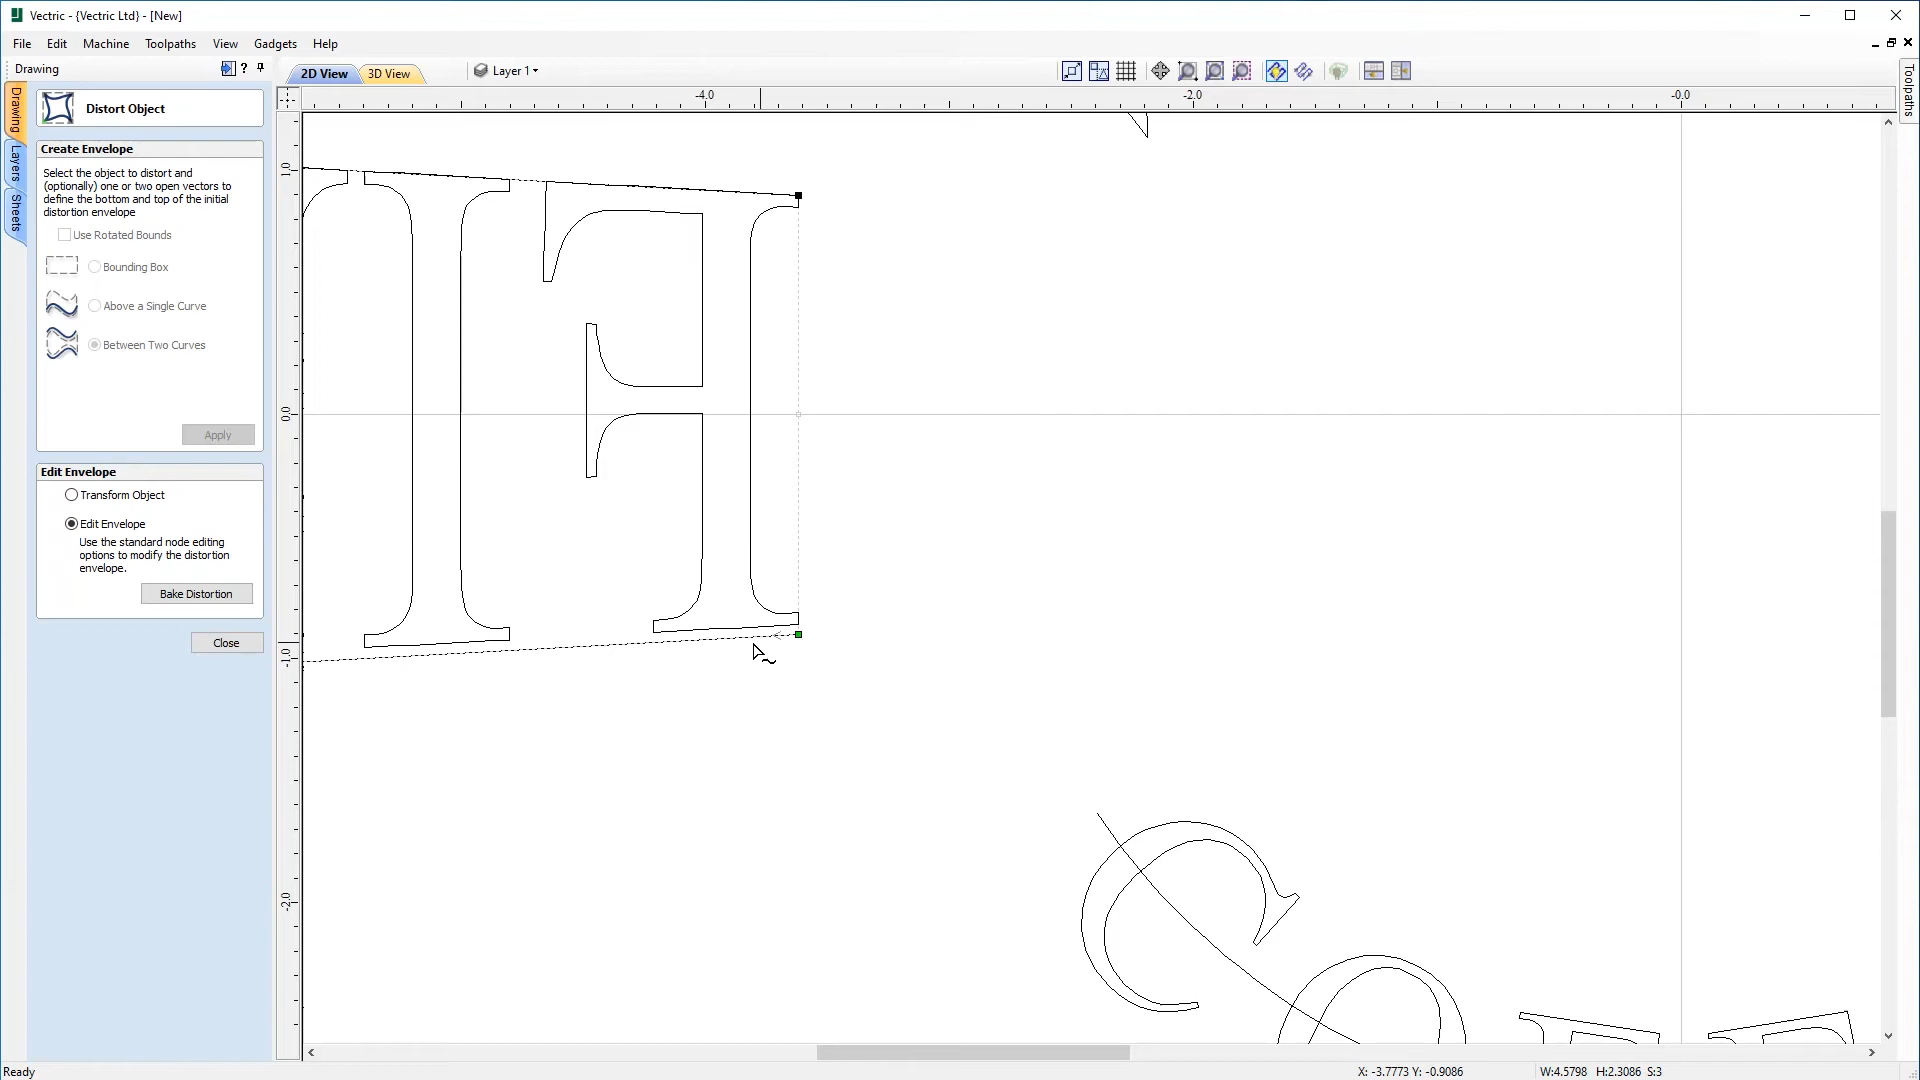 Vectric - {Vectric Ltd} - [New]
File Edit Machine Toolpaths View Gadgets Help
Drawing ?
2D View 3D View Layer 1
-4.0 -2.0 -0.0
Drawing
Layers
Sheets
Toolpaths
Distort Object
Create Envelope
Select the object to distort and
(optionally) one or two open vectors to
define the bottom and top of the initial
distortion envelope
Use Rotated Bounds
Bounding Box
Above a Single Curve
Between Two Curves
Apply
Edit Envelope
Transform Object
Edit Envelope
Use the standard node editing
options to modify the distortion
envelope.
Bake Distortion
Close
1.0
0.0
-1.0
-2.0
Ready X: -3.7773 Y: -0.9086 W:4.5798 H:2.3086 S:3